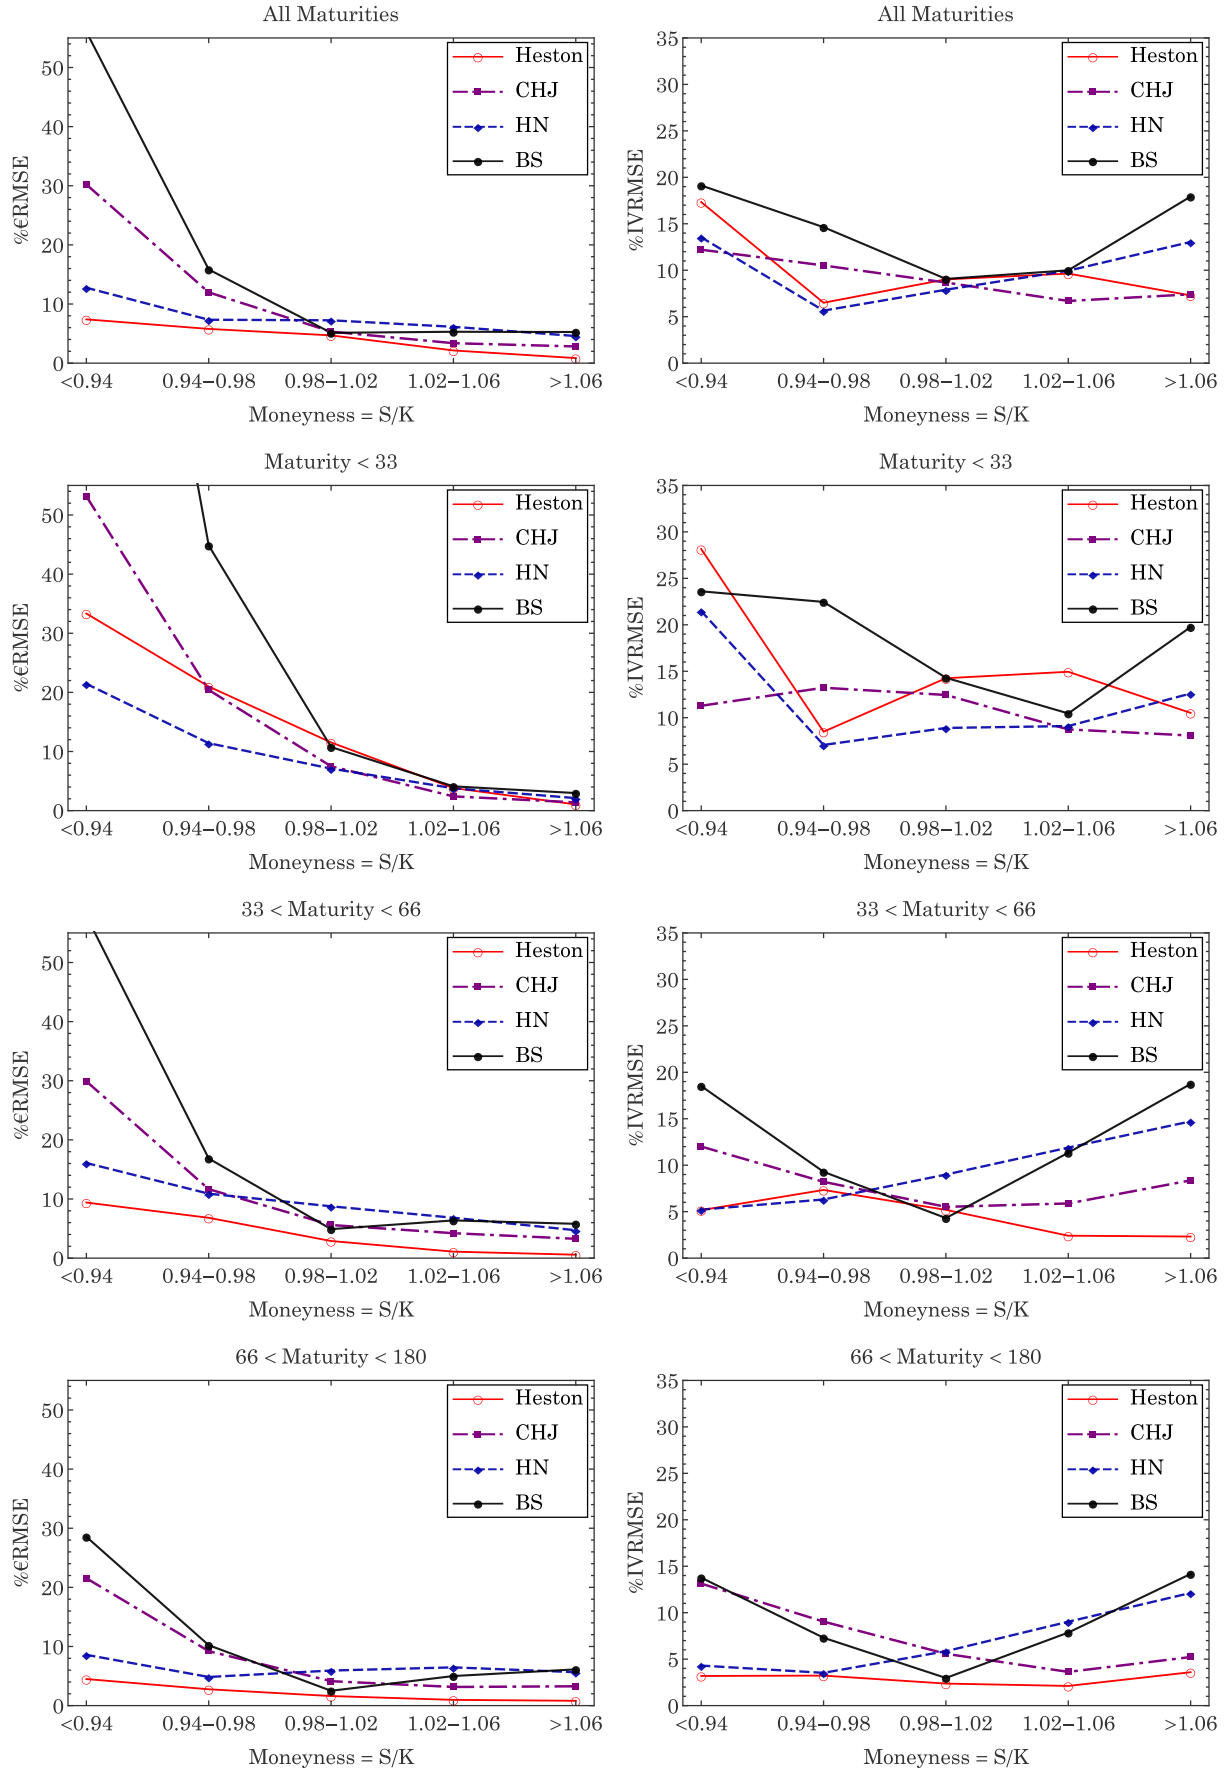 All Maturities
%€RMSE
50
40
30
20
10
0
Heston
CHJ
HN
BS
<0.94
0.94−0.98
0.98−1.02
1.02−1.06
>1.06
Moneyness = S/K
All Maturities
%IVRMSE
35
30
25
20
15
10
5
0
Heston
CHJ
HN
BS
<0.94
0.94−0.98
0.98−1.02
1.02−1.06
>1.06
Moneyness = S/K
Maturity < 33
%€RMSE
50
40
30
20
10
0
Heston
CHJ
HN
BS
<0.94
0.94−0.98
0.98−1.02
1.02−1.06
>1.06
Moneyness = S/K
Maturity < 33
%IVRMSE
35
30
25
20
15
10
5
0
Heston
CHJ
HN
BS
<0.94
0.94−0.98
0.98−1.02
1.02−1.06
>1.06
Moneyness = S/K
33 < Maturity < 66
%€RMSE
50
40
30
20
10
0
Heston
CHJ
HN
BS
<0.94
0.94−0.98
0.98−1.02
1.02−1.06
>1.06
Moneyness = S/K
33 < Maturity < 66
%IVRMSE
35
30
25
20
15
10
5
0
Heston
CHJ
HN
BS
<0.94
0.94−0.98
0.98−1.02
1.02−1.06
>1.06
Moneyness = S/K
66 < Maturity < 180
%€RMSE
50
40
30
20
10
0
Heston
CHJ
HN
BS
<0.94
0.94−0.98
0.98−1.02
1.02−1.06
>1.06
Moneyness = S/K
66 < Maturity < 180
%IVRMSE
35
30
25
20
15
10
5
0
Heston
CHJ
HN
BS
<0.94
0.94−0.98
0.98−1.02
1.02−1.06
>1.06
Moneyness = S/K